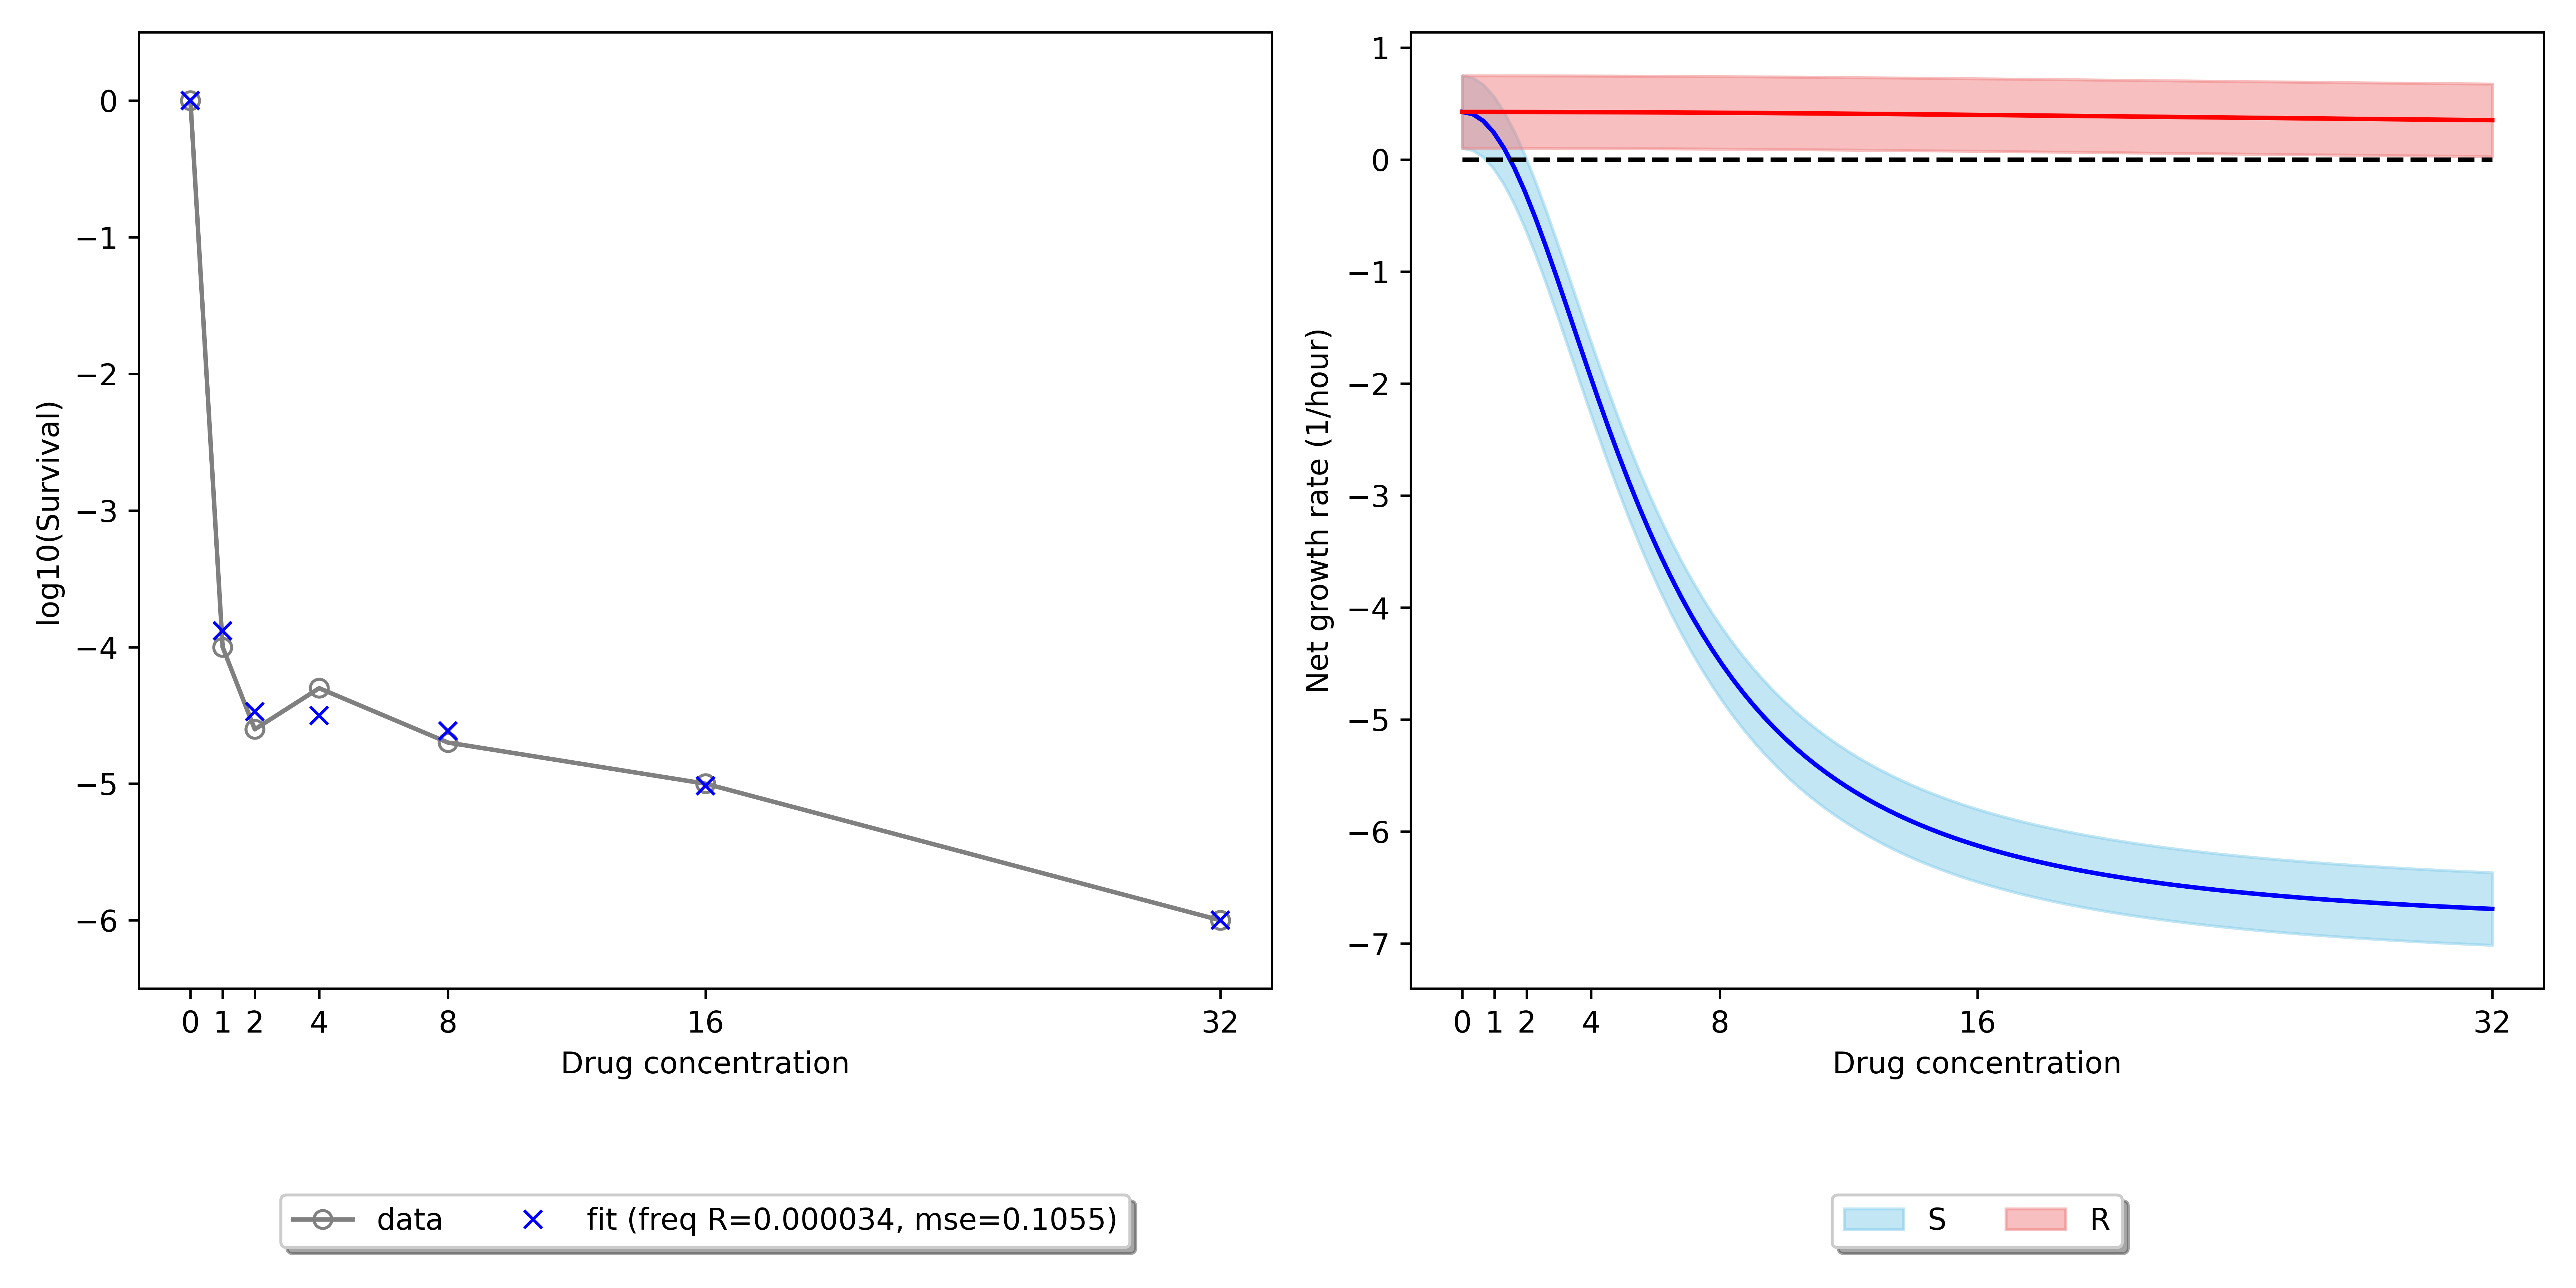 log10(Survival)
0
−1
−2
−3
−4
−5
−6
0 1 2 4 8 16 32
Drug concentration
data fit (freq R=0.000034, mse=0.1055)
Net growth rate (1/hour)
1
0
−1
−2
−3
−4
−5
−6
−7
0 1 2 4 8 16 32
Drug concentration
S R